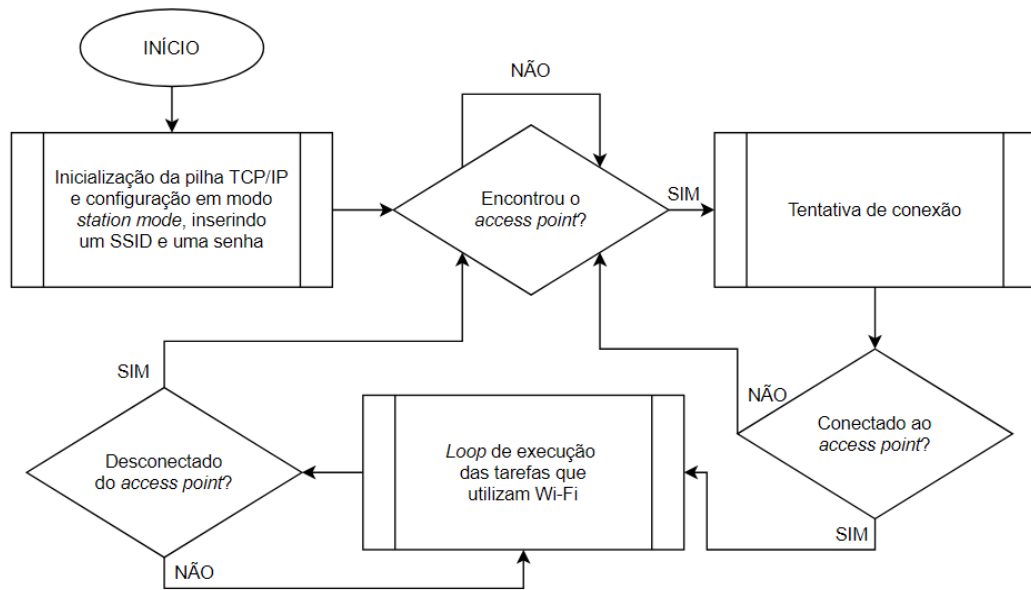 INÍCIO
Inicialização da pilha TCP/IP
e configuração em modo
station mode, inserindo
um SSID e uma senha
NÃO
Encontrou o
access point?
SIM
Tentativa de conexão
NÃO
Conectado ao
access point?
SIM
Loop de execução
das tarefas que
utilizam Wi-Fi
SIM
Desconectado
do access point?
NÃO